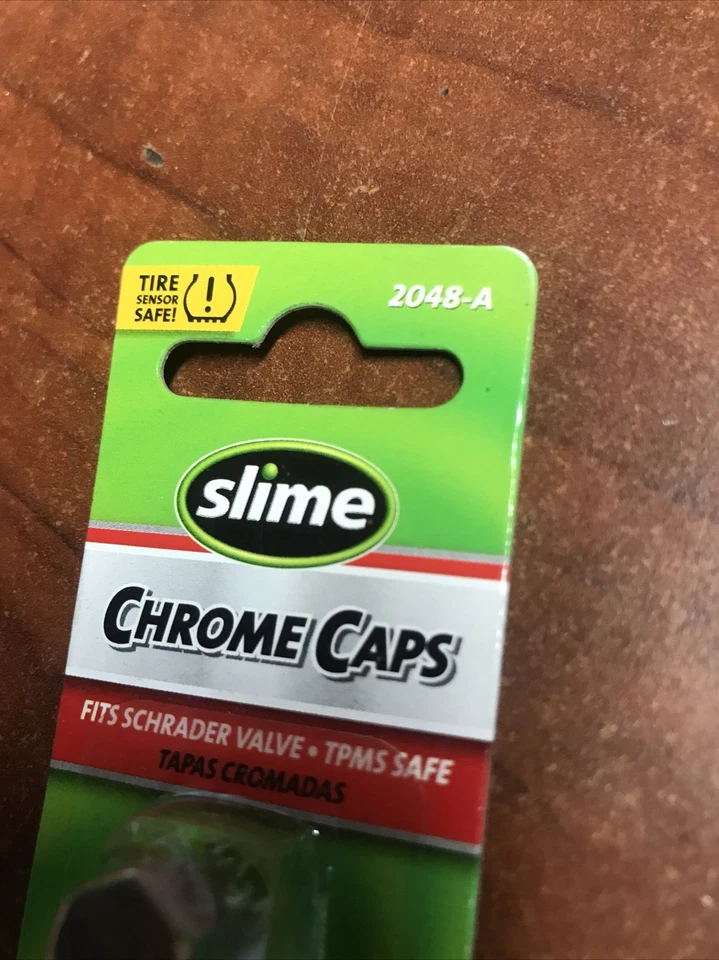 TIRE
SENSOR
SAFE!
2048-A
slime
CHROME CAPS
FITS SCHRADER VALVE • TPMS SAFE
TAPAS CROMADAS